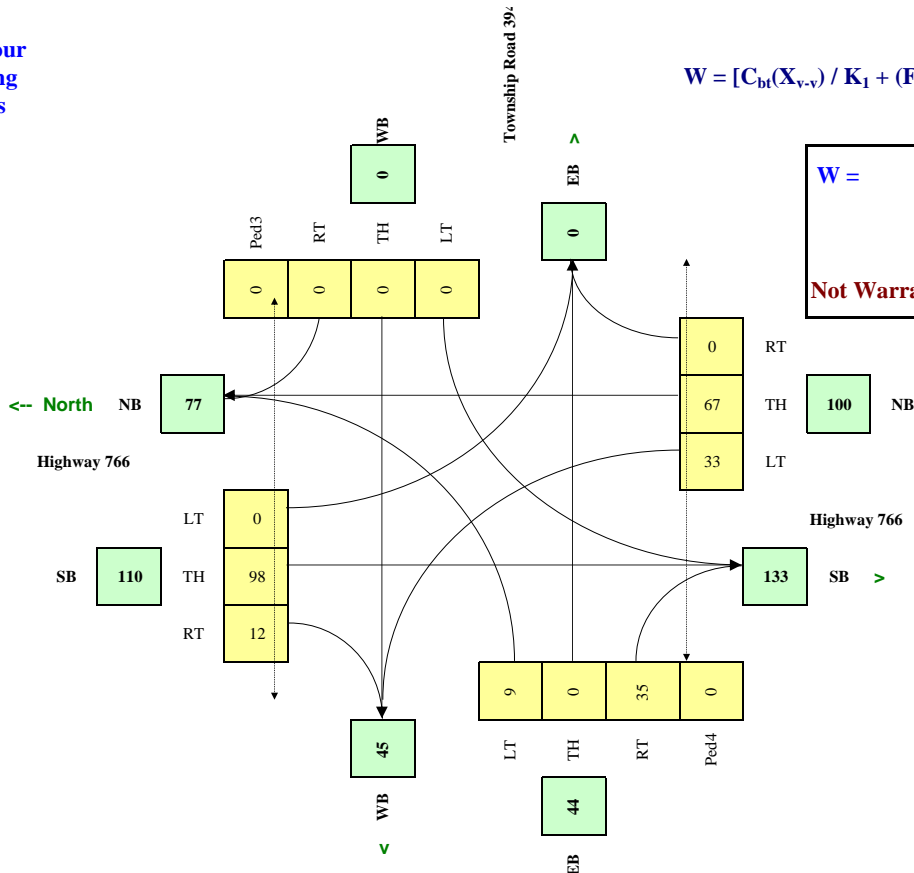 our
ng
s
Township Road 394
W = [C_bt(X_v-v) / K_1 + (F
WB
0
EB
0
^
W =
Not Warra
Ped3 RT TH LT
0 0 0 0
0 RT
67 TH 100 NB
33 LT
<-- North NB 77
Highway 766
Highway 766
LT 0
SB 110 TH 98
RT 12
133 SB >
9 0 35 0
LT TH RT Ped4
45
WB
v
44
EB